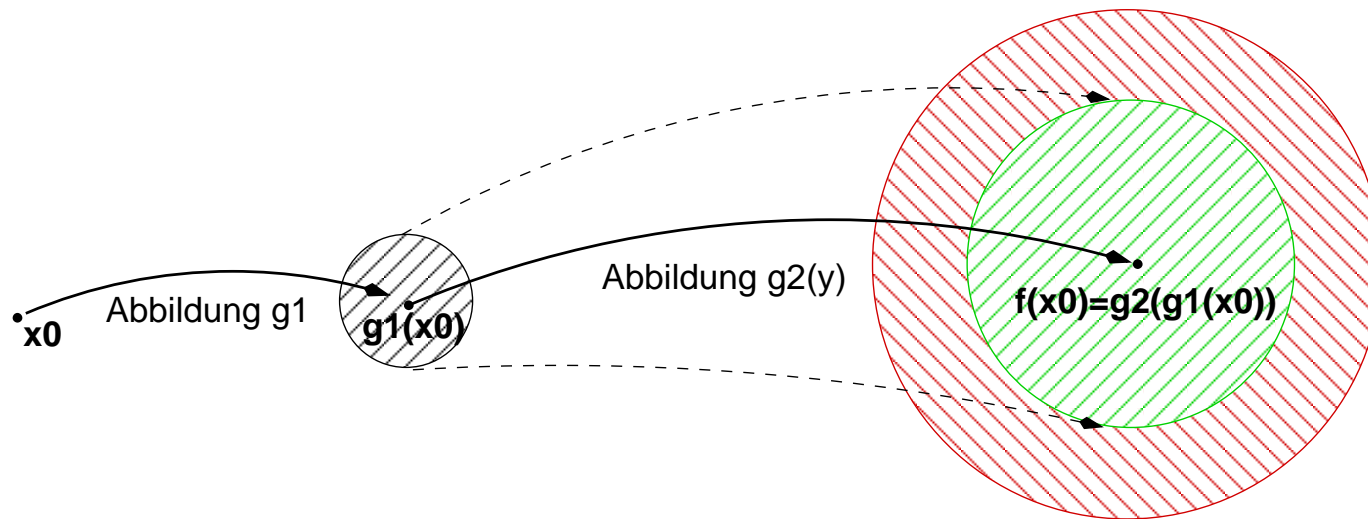 x0
Abbildung g1
g1(x0)
Abbildung g2(y)
f(x0)=g2(g1(x0))